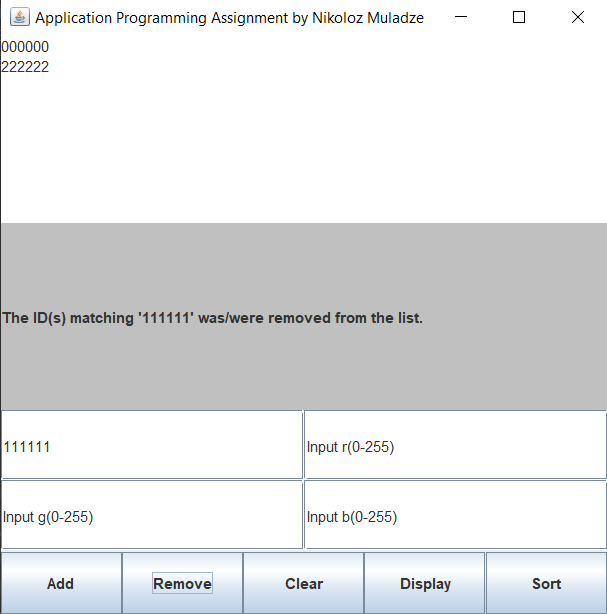 Application Programming Assignment by Nikoloz Muladze
000000
222222
The ID(s) matching '111111' was/were removed from the list.
111111
Input r(0-255)
Input g(0-255)
Input b(0-255)
Add
Remove
Clear
Display
Sort